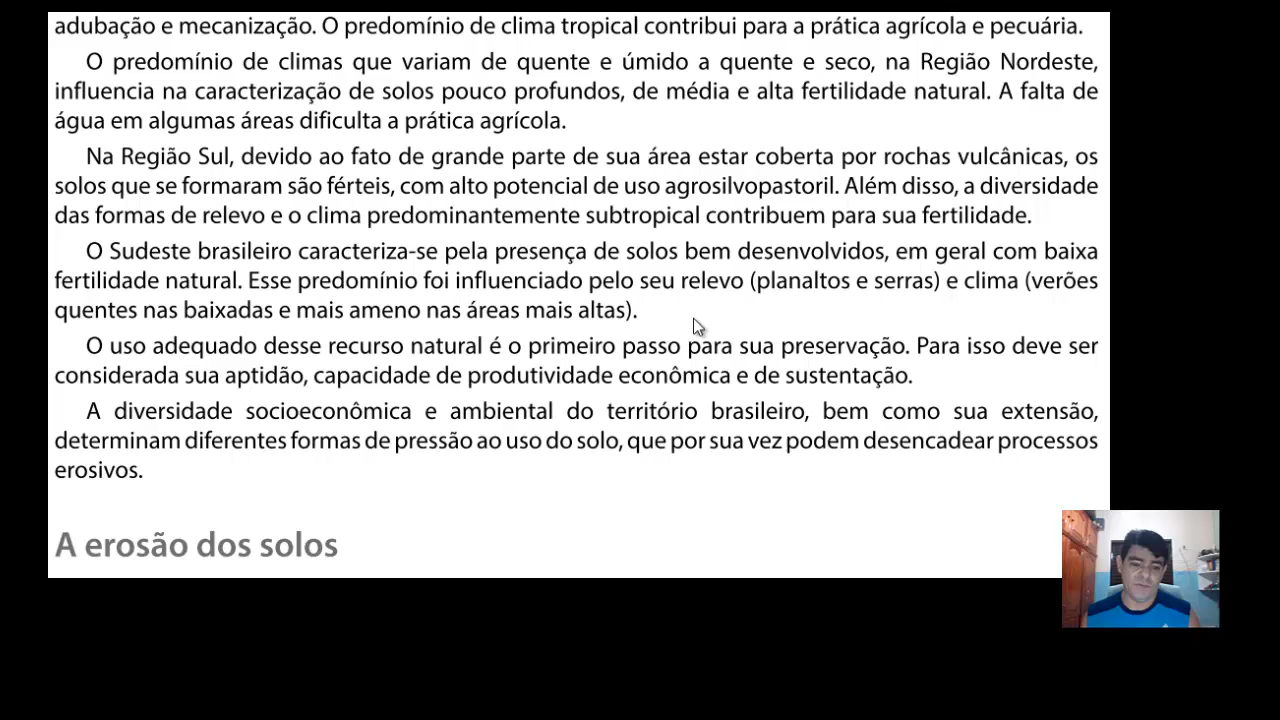 adubação e mecanização. O predomínio de clima tropical contribui para a prática agrícola e pecuária.
O predomínio de climas que variam de quente e úmido a quente e seco, na Região Nordeste,
influencia na caracterização de solos pouco profundos, de média e alta fertilidade natural. A falta de
água em algumas áreas dificulta a prática agrícola.
Na Região Sul, devido ao fato de grande parte de sua área estar coberta por rochas vulcânicas, os
solos que se formaram são férteis, com alto potencial de uso agrosilvopastoril. Além disso, a diversidade
das formas de relevo e o clima predominantemente subtropical contribuem para sua fertilidade.
O Sudeste brasileiro caracteriza-se pela presença de solos bem desenvolvidos, em geral com baixa
fertilidade natural. Esse predomínio foi influenciado pelo seu relevo (planaltos e serras) e clima (verões
quentes nas baixadas e mais ameno nas áreas mais altas).
O uso adequado desse recurso natural é o primeiro passo para sua preservação. Para isso deve ser
considerada sua aptidão, capacidade de produtividade econômica e de sustentação.
A diversidade socioeconômica e ambiental do território brasileiro, bem como sua extensão,
determinam diferentes formas de pressão ao uso do solo, que por sua vez podem desencadear processos
erosivos.
A erosão dos solos